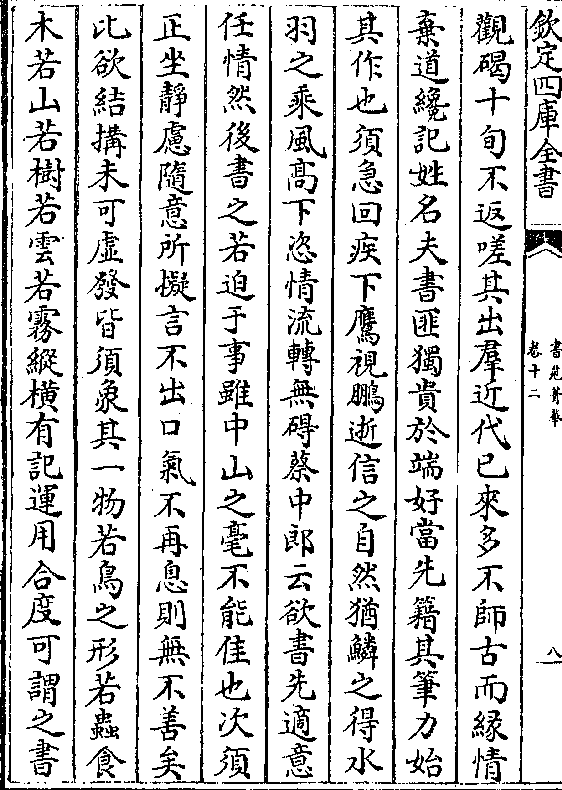 欽定四庫全書
書苑菁華
卷十二
八
觀碣十旬不返嗟其出羣近代已來多不師古而緣情
棄道纔記姓名夫書匪獨貴於端好當先籍其筆力始
其作也須急回疾下鷹視鵬逝信之自然猶鱗之得水
羽之乘風髙下恣情流轉無碍蔡中郎云欲書先適意
任情然後書之若迫于事雖中山之毫不能佳也次須
正坐靜慮隨意所擬言不出口氣不再息則無不善矣
比欲結搆未可虛發皆須象其一物若鳥之形若蟲食
木若山若樹若雲若霧縱橫有記運用合度可謂之書